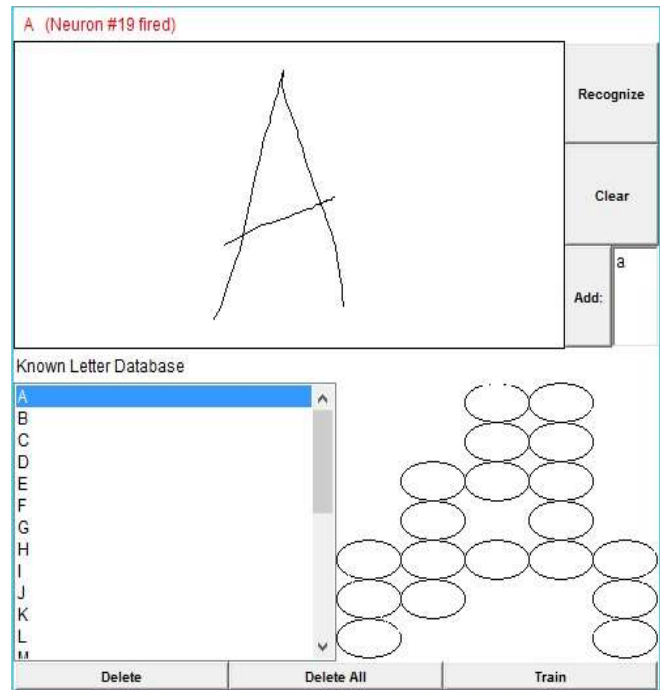 A (Neuron #19 fired)
A
Recognize
Clear
Add:
a
Known Letter Database
A
B
C
D
E
F
G
H
I
J
K
L
Delete
Delete All
Train